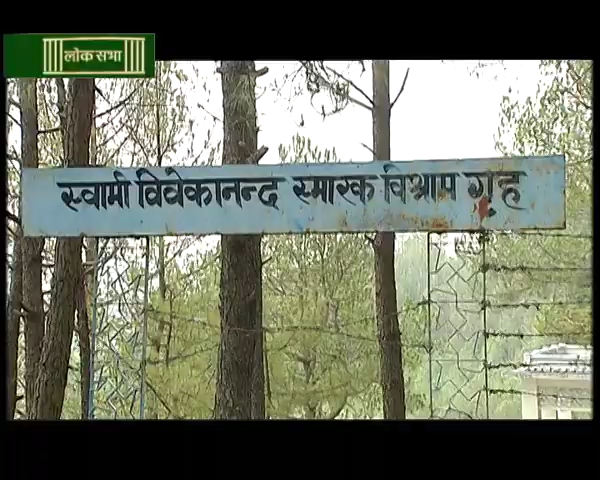 लोक सभा
स्वामी विवेकानन्द स्मारक विश्राम गृह